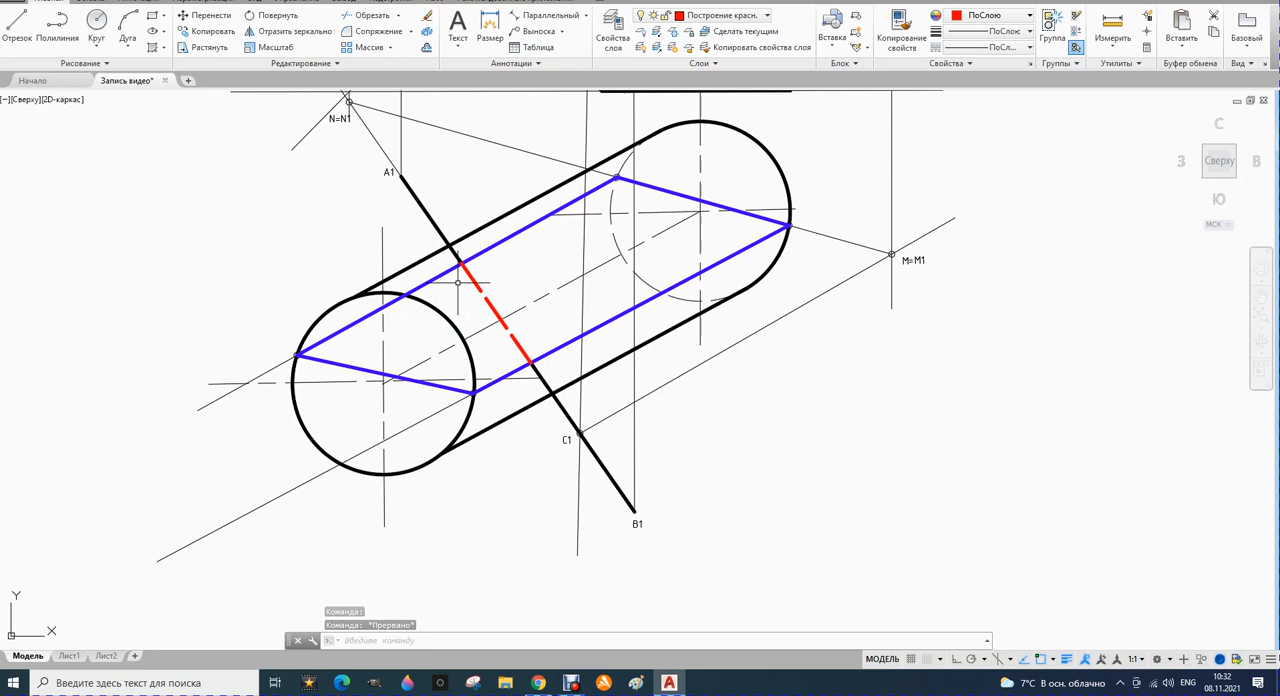 Отрезок
Полилиния
Круг
Дуга
Рисование
Перенести
Копировать
Растянуть
Повернуть
Отразить зеркально
Масштаб
Обрезать
Сопряжение
Массив
Редактирование
Текст
Размер
Параллельный
Выноска
Таблица
Аннотации
Свойства
слоя
Построение красн.
Сделать текущим
Копировать свойства слоя
Слои
Вставка
Блок
Копирование
свойств
ПоСлою
ПоСлою
ПоСл...
Свойства
Группа
Группы
Измерить
Утилиты
Вставить
Буфер обмена
Базовый
Вид
Начало
Запись видео*
[−][Сверху][2D-каркас]
С
З
Сверху
В
Ю
МСК
N=N1
A1
M=M1
C1
B1
Y
X
Команда:
Команда: *Прервано*
Введите команду
Модель
Лист1
Лист2
МОДЕЛЬ
1:1
Введите здесь текст для поиска
7°C В осн. облачно
ENG
10:32
08.11.2021